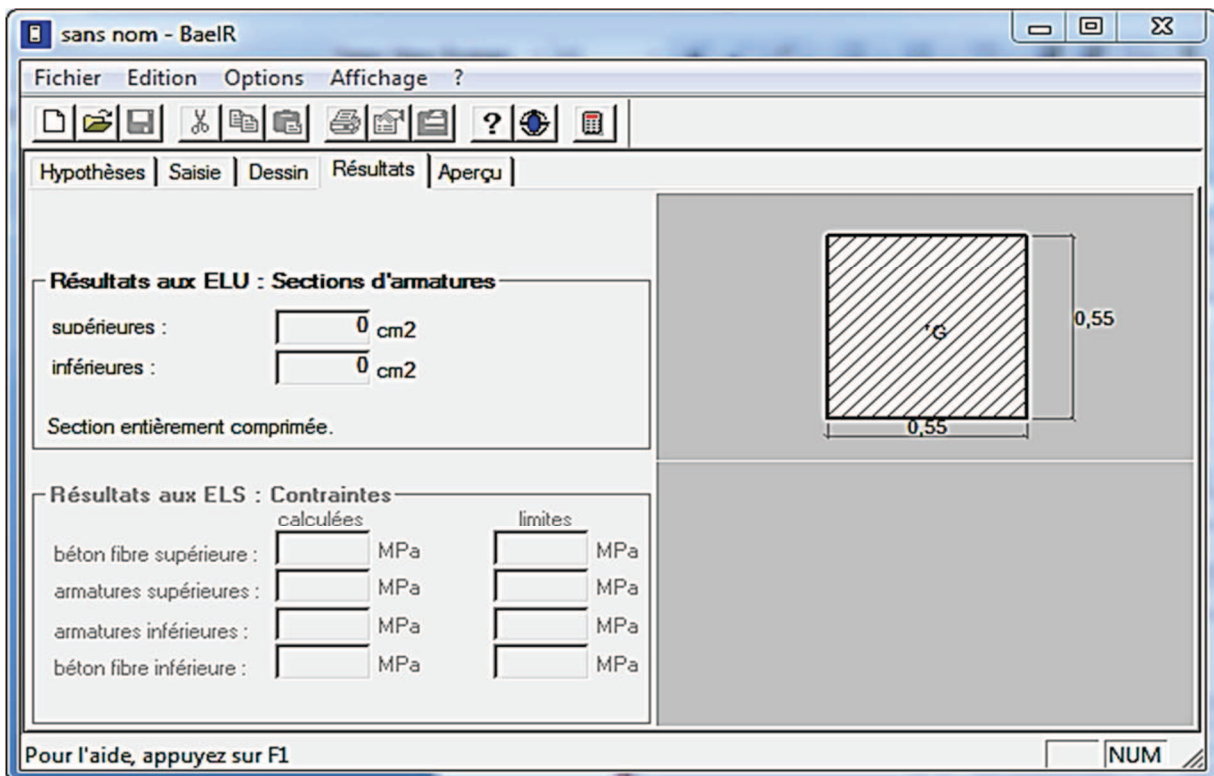 sans nom - BaelR
Fichier Edition Options Affichage ?
Hypothèses Saisie Dessin Résultats Aperçu
Résultats aux ELU : Sections d'armatures
supérieures : 0 cm2
inférieures : 0 cm2
Section entièrement comprimée.
G
0,55
0,55
Résultats aux ELS : Contraintes
calculées limites
béton fibre supérieure : MPa MPa
armatures supérieures : MPa MPa
armatures inférieures : MPa MPa
béton fibre inférieure : MPa MPa
Pour l'aide, appuyez sur F1 NUM